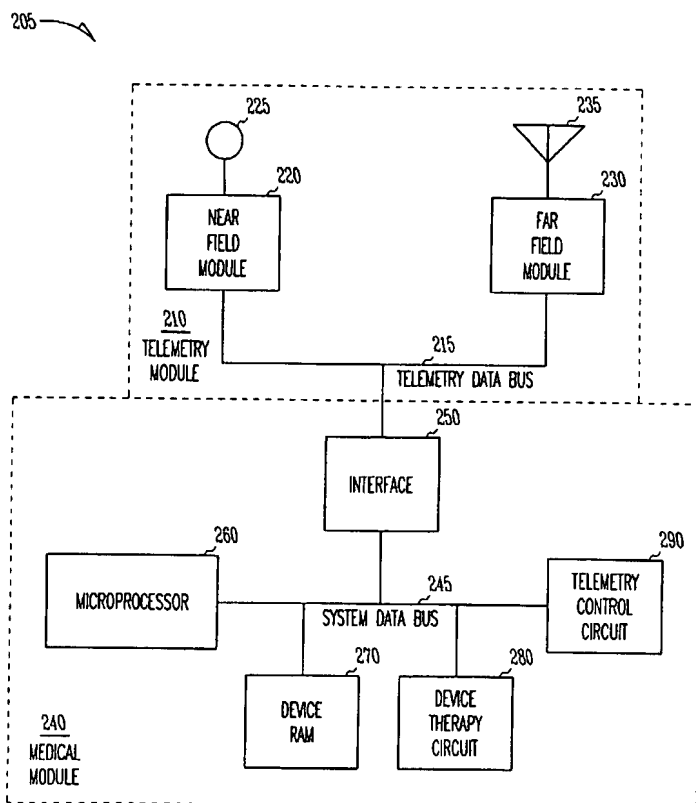 205
225
235
220
230
NEAR
FIELD
MODULE
FAR
FIELD
MODULE
210
TELEMETRY
MODULE
215
TELEMETRY DATA BUS
250
INTERFACE
260
MICROPROCESSOR
245
SYSTEM DATA BUS
290
TELEMETRY
CONTROL
CIRCUIT
270
DEVICE
RAM
280
DEVICE
THERAPY
CIRCUIT
240
MEDICAL
MODULE